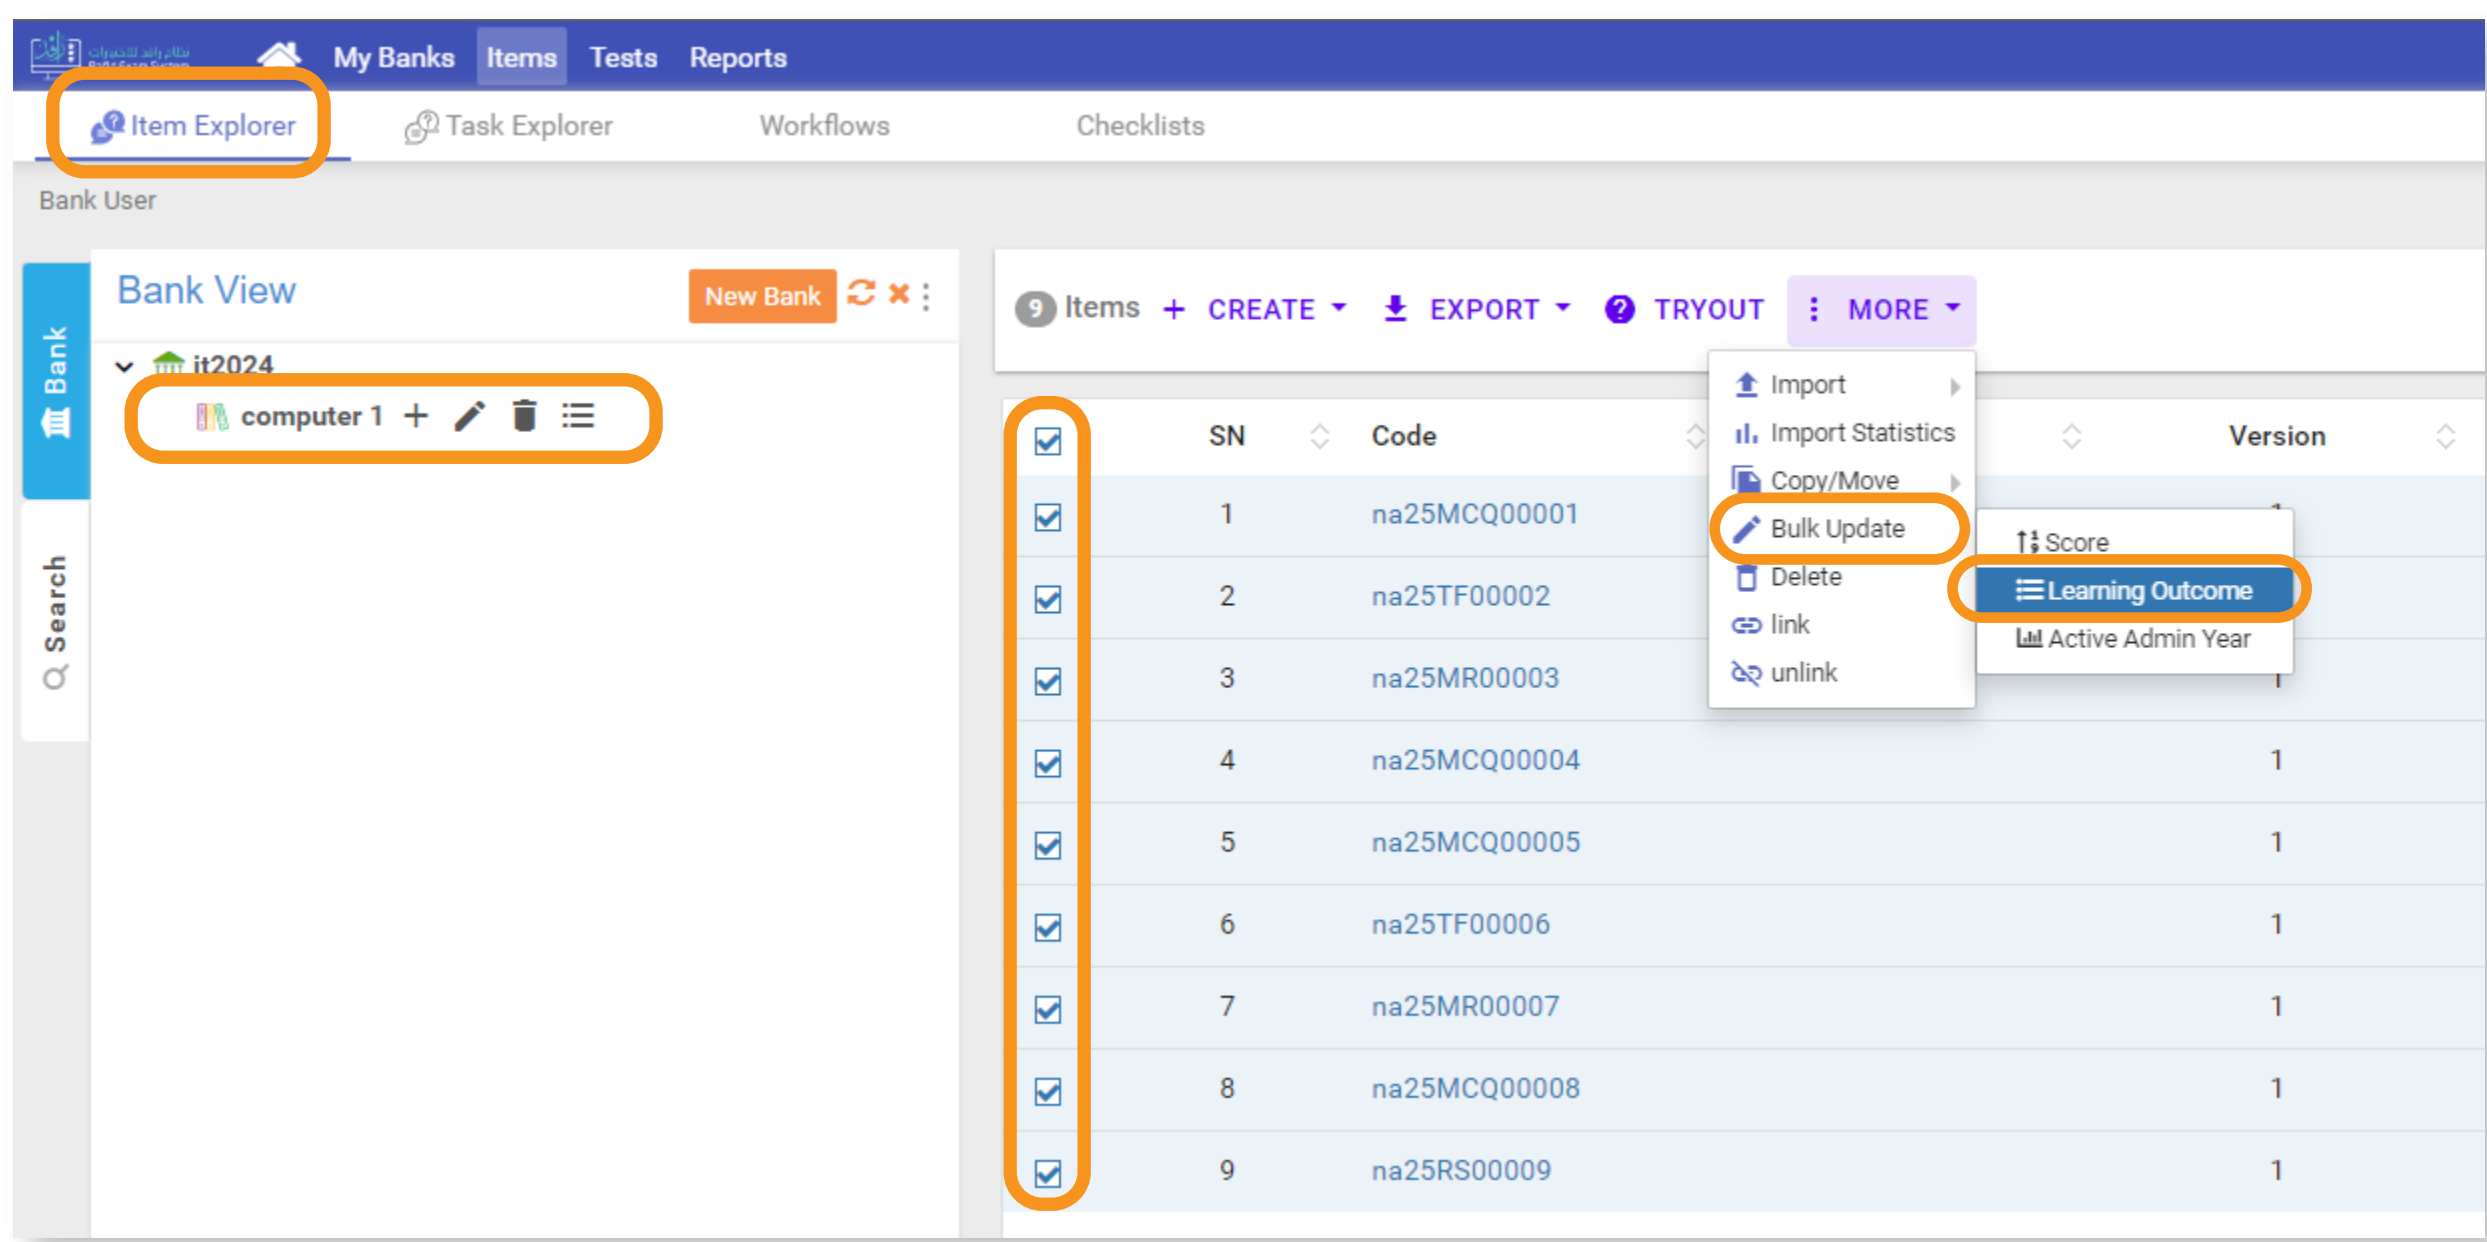 نظام رافد للاختبارات
My Banks Items Tests Reports
Item Explorer Task Explorer Workflows Checklists
Bank User
Bank
Search
Bank View New Bank
it2024
computer 1
9 Items + CREATE EXPORT TRYOUT MORE
Import
Import Statistics
Copy/Move
Bulk Update
Delete
link
unlink
Score
Learning Outcome
Active Admin Year
SN Code Version
1 na25MCQ00001
2 na25TF00002
3 na25MR00003
4 na25MCQ00004 1
5 na25MCQ00005 1
6 na25TF00006 1
7 na25MR00007 1
8 na25MCQ00008 1
9 na25RS00009 1